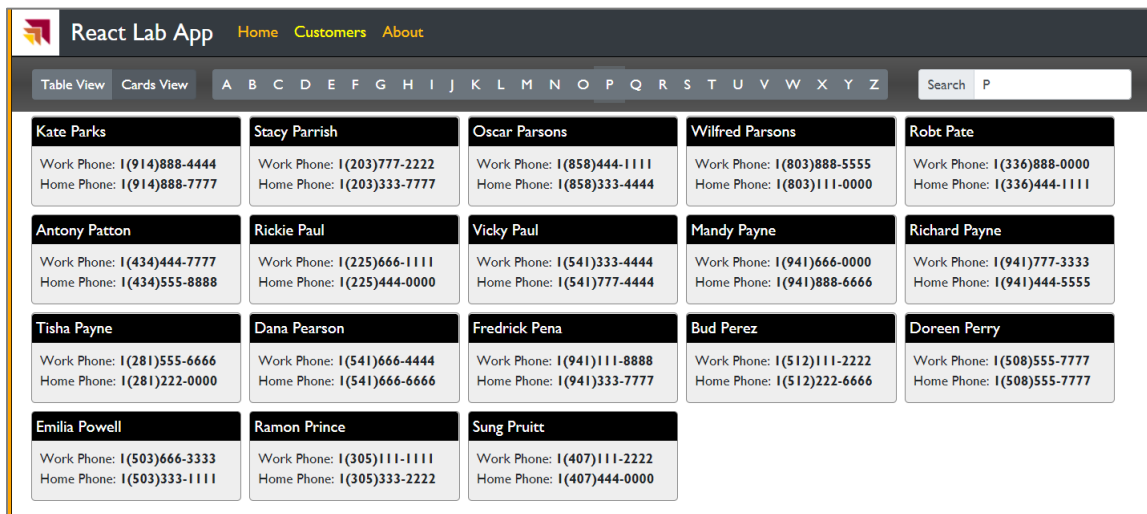 React Lab App Home Customers About
Table View Cards View A B C D E F G H I J K L M N O P Q R S T U V W X Y Z Search P
Kate Parks Stacy Parrish Oscar Parsons Wilfred Parsons Robt Pate
Work Phone: 1(914)888-4444 Work Phone: 1(203)777-2222 Work Phone: 1(858)444-1111 Work Phone: 1(803)888-5555 Work Phone: 1(336)888-0000
Home Phone: 1(914)888-7777 Home Phone: 1(203)333-7777 Home Phone: 1(858)333-4444 Home Phone: 1(803)111-0000 Home Phone: 1(336)444-1111
Antony Patton Rickie Paul Vicky Paul Mandy Payne Richard Payne
Work Phone: 1(434)444-7777 Work Phone: 1(225)666-1111 Work Phone: 1(541)333-4444 Work Phone: 1(941)666-0000 Work Phone: 1(941)777-3333
Home Phone: 1(434)555-8888 Home Phone: 1(225)444-0000 Home Phone: 1(541)777-4444 Home Phone: 1(941)888-6666 Home Phone: 1(941)444-5555
Tisha Payne Dana Pearson Fredrick Pena Bud Perez Doreen Perry
Work Phone: 1(281)555-6666 Work Phone: 1(541)666-4444 Work Phone: 1(941)111-8888 Work Phone: 1(512)111-2222 Work Phone: 1(508)555-7777
Home Phone: 1(281)222-0000 Home Phone: 1(541)666-6666 Home Phone: 1(941)333-7777 Home Phone: 1(512)222-6666 Home Phone: 1(508)555-7777
Emilia Powell Ramon Prince Sung Pruitt
Work Phone: 1(503)666-3333 Work Phone: 1(305)111-1111 Work Phone: 1(407)111-2222
Home Phone: 1(503)333-1111 Home Phone: 1(305)333-2222 Home Phone: 1(407)444-0000